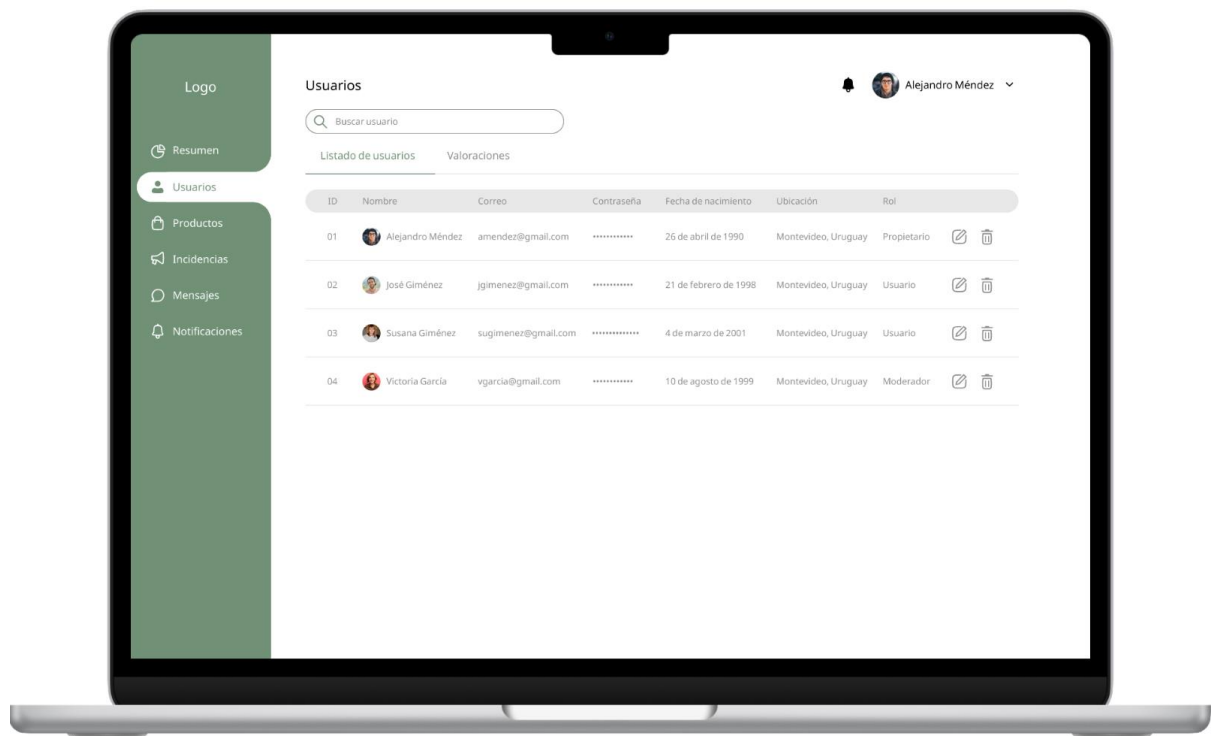 Logo
Resumen
Usuarios
Productos
Incidencias
Mensajes
Notificaciones
Usuarios
Alejandro Méndez
Buscar usuario
Listado de usuarios Valoraciones
ID Nombre Correo Contraseña Fecha de nacimiento Ubicación Rol
01 Alejandro Méndez amendez@gmail.com ············ 26 de abril de 1990 Montevideo, Uruguay Propietario
02 José Giménez jgimenez@gmail.com ············ 21 de febrero de 1998 Montevideo, Uruguay Usuario
03 Susana Giménez sugimenez@gmail.com ·············· 4 de marzo de 2001 Montevideo, Uruguay Usuario
04 Victoria García vgarcia@gmail.com ············ 10 de agosto de 1999 Montevideo, Uruguay Moderador